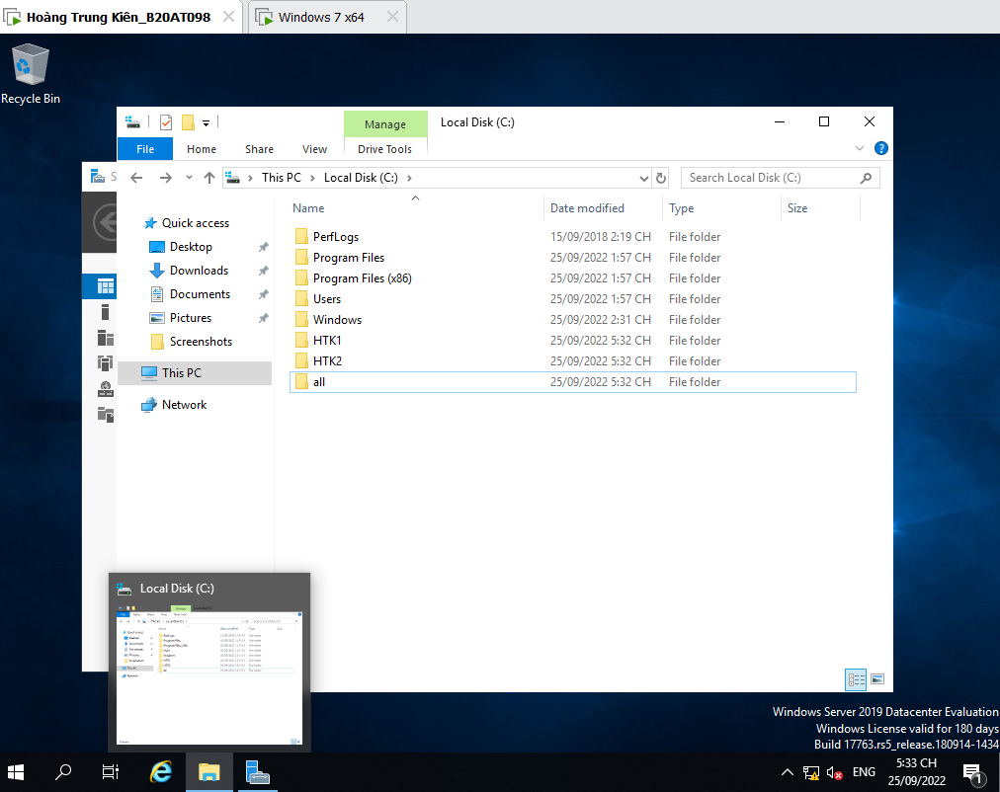 Hoàng Trung Kiên_B20AT098
Windows 7 x64
Recycle Bin
Manage
Local Disk (C:)
File
Home
Share
View
Drive Tools
S
This PC
Local Disk (C:)
Search Local Disk (C:)
Name
Date modified
Type
Size
Quick access
Desktop
Downloads
Documents
Pictures
Screenshots
This PC
Network
PerfLogs 15/09/2018 2:19 CH File folder
Program Files 25/09/2022 1:57 CH File folder
Program Files (x86) 25/09/2022 1:57 CH File folder
Users 25/09/2022 1:57 CH File folder
Windows 25/09/2022 2:31 CH File folder
HTK1 25/09/2022 5:32 CH File folder
HTK2 25/09/2022 5:32 CH File folder
all 25/09/2022 5:32 CH File folder
Local Disk (C:)
Windows Server 2019 Datacenter Evaluation
Windows License valid for 180 days
Build 17763.rs5_release.180914-1434
ENG
5:33 CH
25/09/2022
1